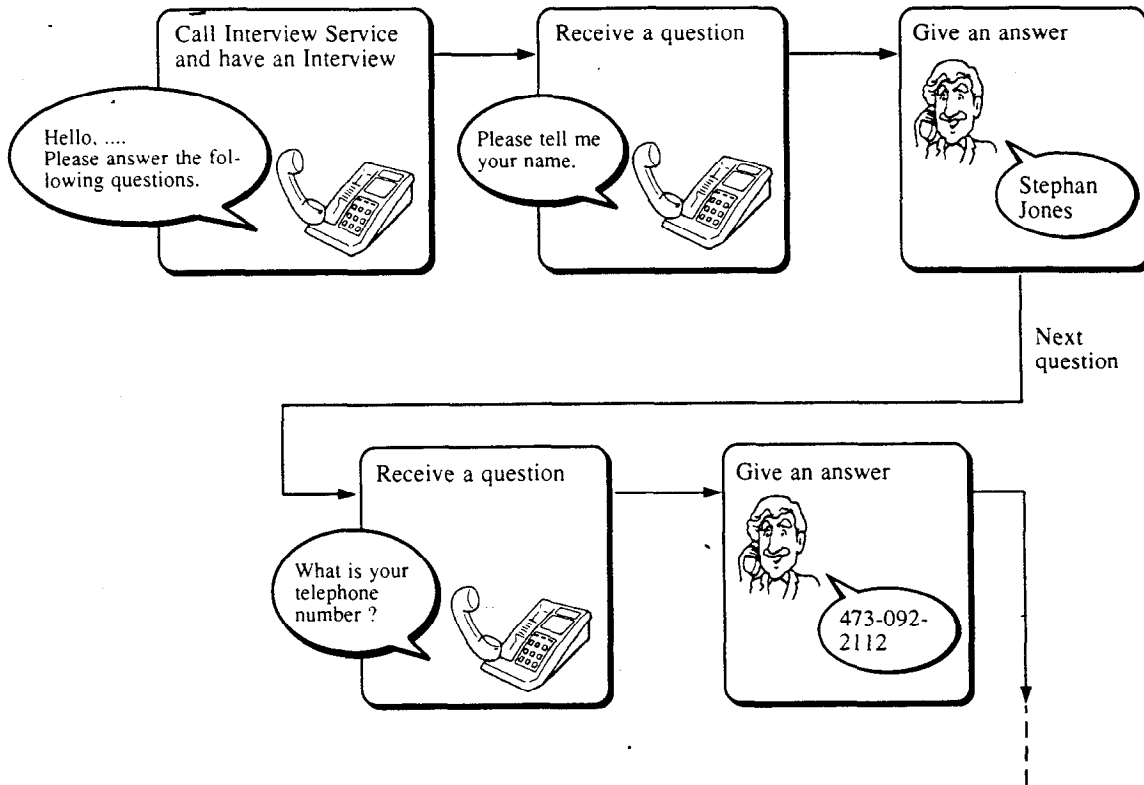 Call Interview Service
and have an Interview
Hello, ....
Please answer the fol-
lowing questions.
Receive a question
Please tell me
your name.
Give an answer
Stephan
Jones
Next
question
Receive a question
What is your
telephone
number ?
Give an answer
473-092-
2112